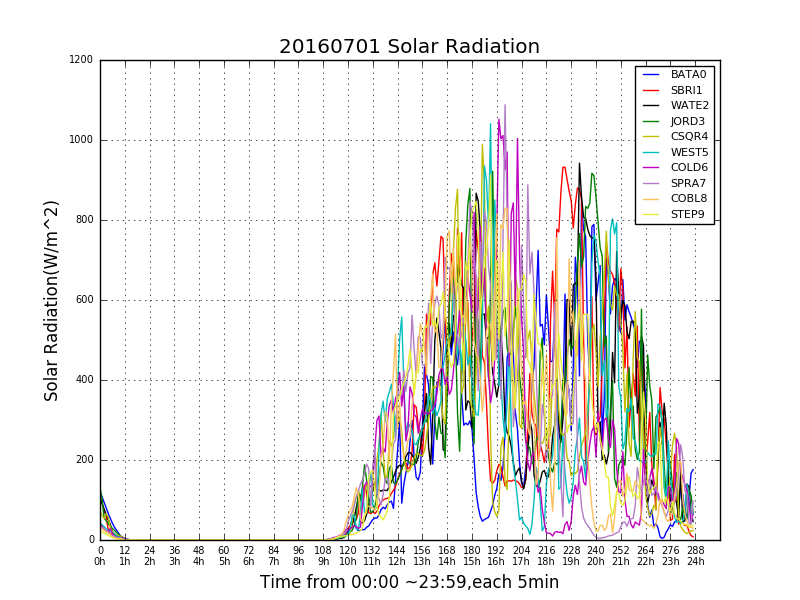 20160701 Solar Radiation
1200
1000
800
600
400
200
0
Solar Radiation(W/m^2)
BATA0
SBRI1
WATE2
JORD3
CSQR4
WEST5
COLD6
SPRA7
COBL8
STEP9
0 12 24 36 48 60 72 84 96 108 120 132 144 156 168 180 192 204 216 228 240 252 264 276 288
0h 1h 2h 3h 4h 5h 6h 7h 8h 9h 10h 11h 12h 13h 14h 15h 16h 17h 18h 19h 20h 21h 22h 23h 24h
Time from 00:00 ~23:59,each 5min